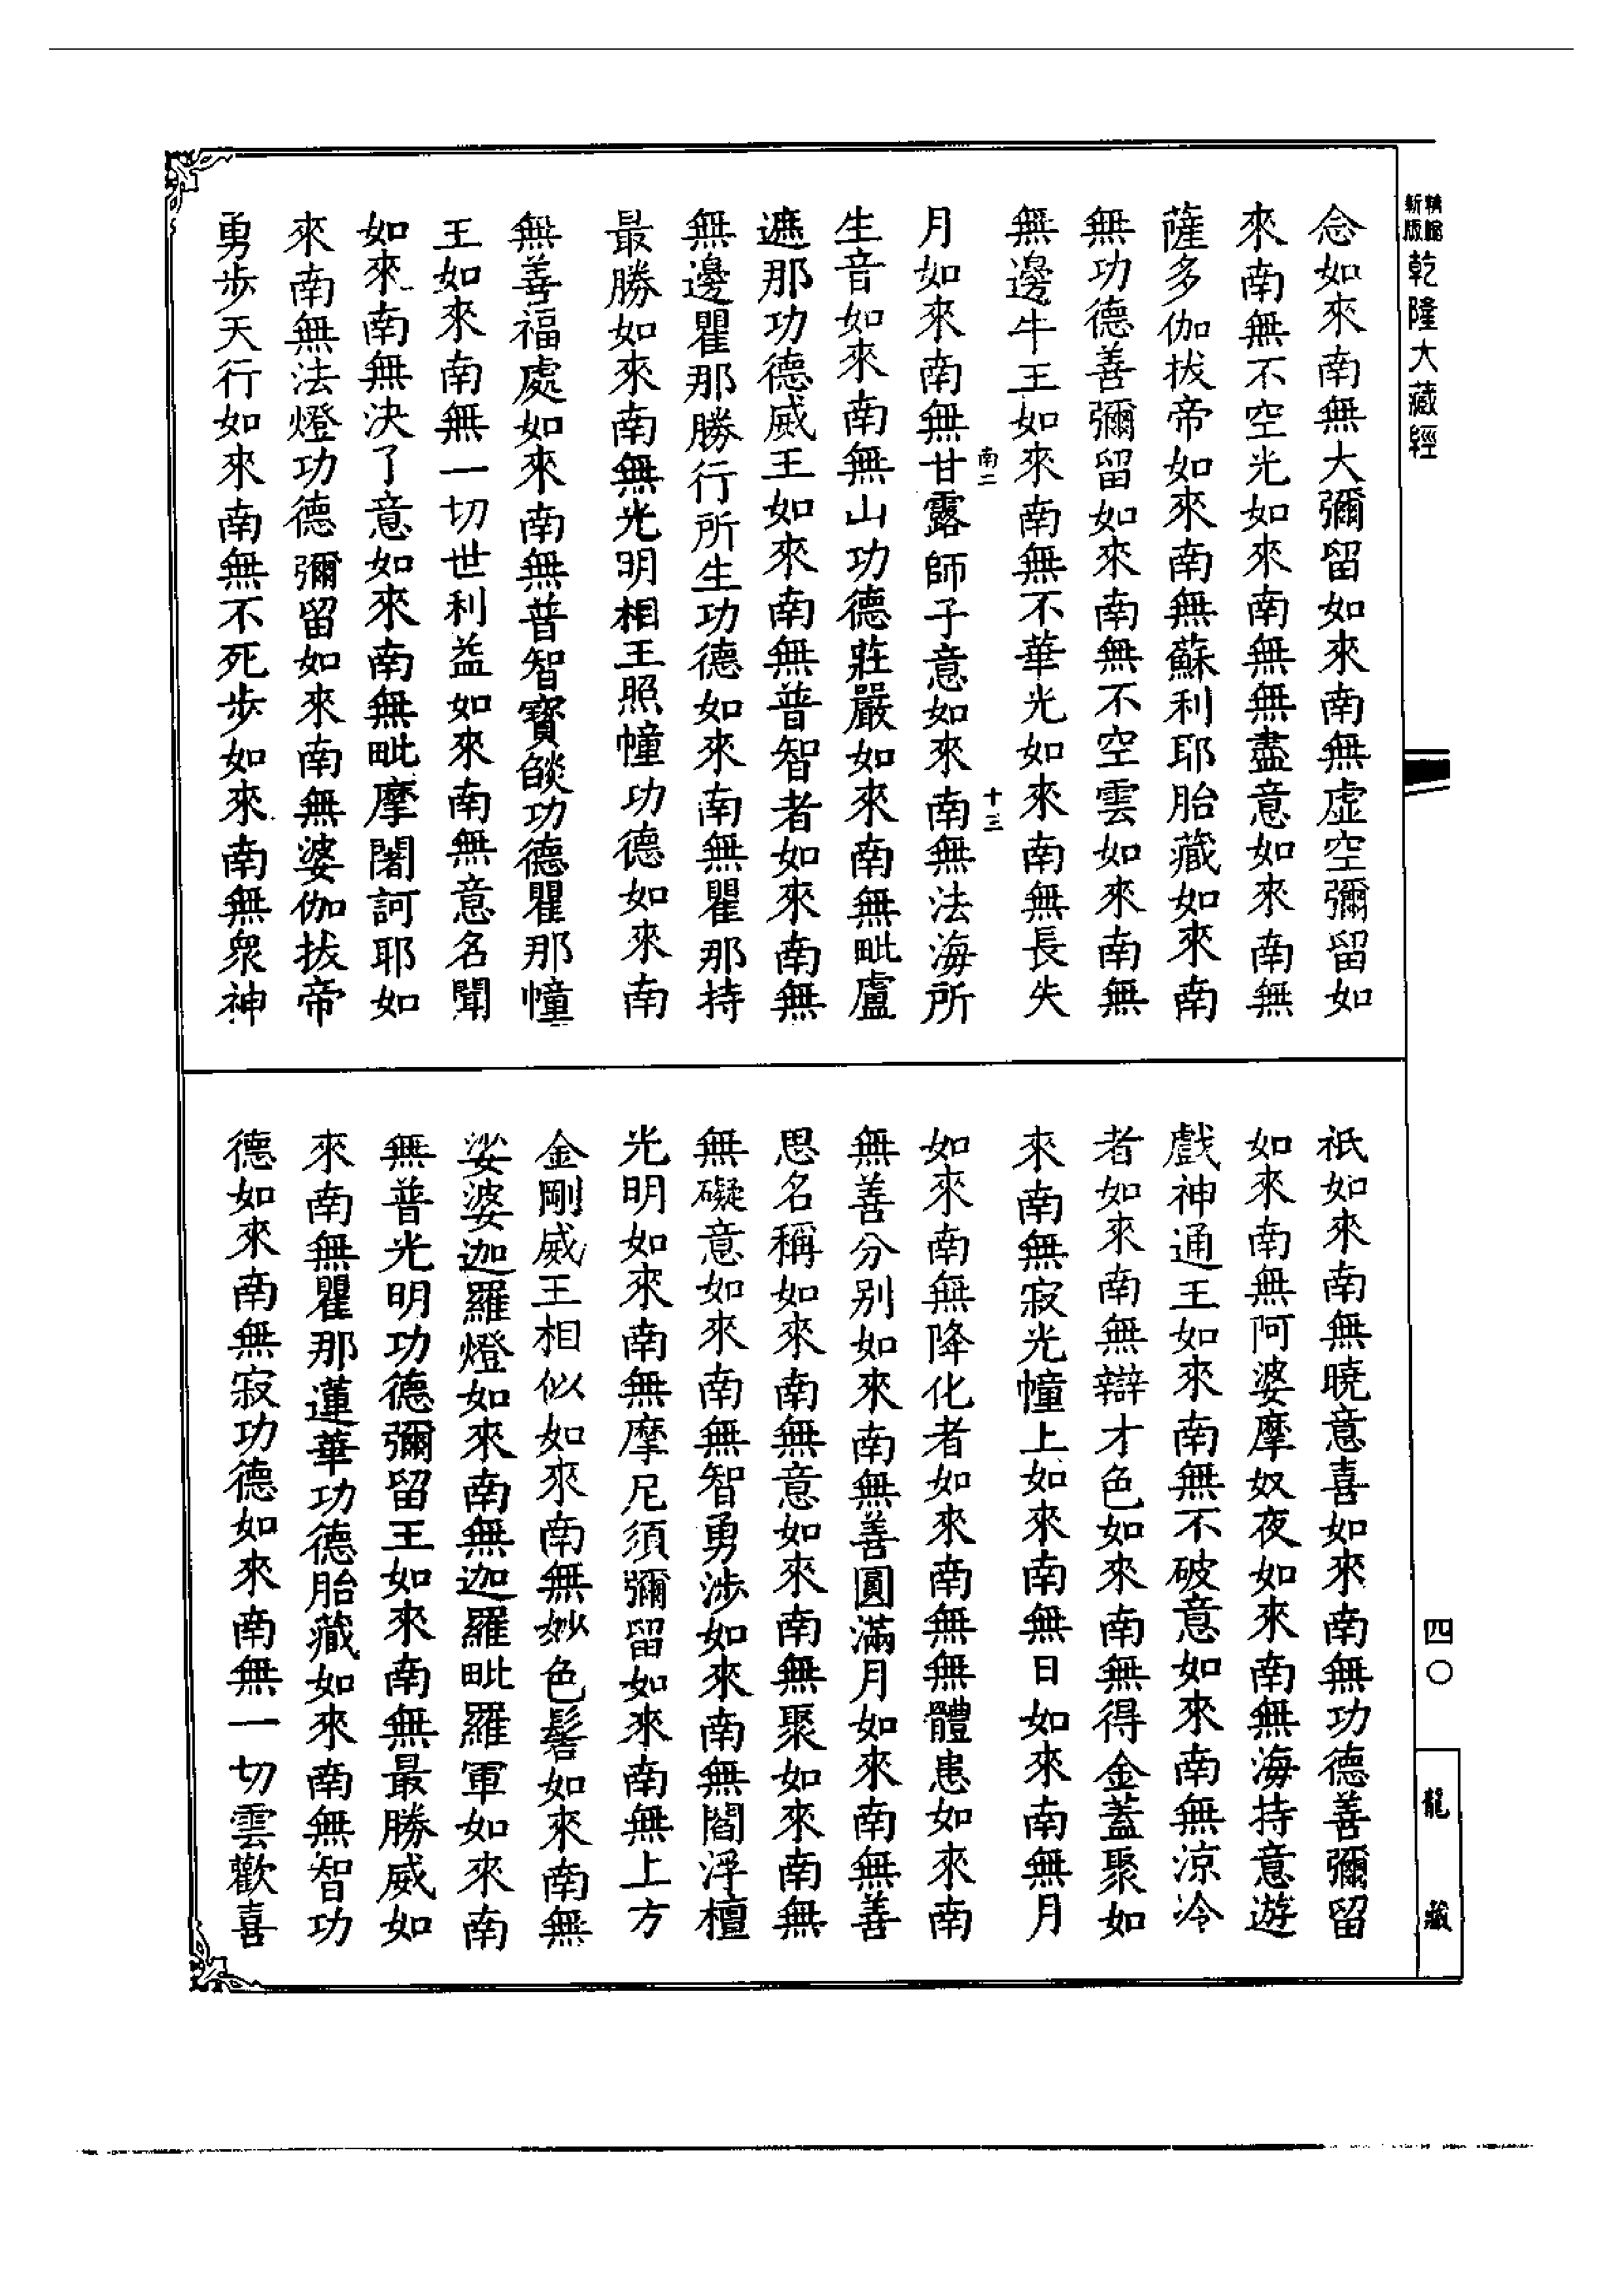 精縮新版乾隆大藏經
念如來南無大彌留如來南無虛空彌留如
來南無不空光如來南無無盡意如來南無
薩多伽拔帝如來南無蘇利耶胎藏如來南
無功德善彌留如來南無不空雲如來南無
無邊牛王如來南無不華光如來南無長失
南二 十三
月如來南無甘露師子意如來南無法海所
生音如來南無山功德莊嚴如來南無毗盧
遮那功德威王如來南無普智者如來南無
無邊瞿那勝行所生功德如來南無瞿那持
最勝如來南無光明相王照幢功德如來南
無善福處如來南無普智寶燄功德瞿那幢
王如來南無一切世利益如來南無意名聞
如來南無決了意如來南無毗摩闍訶耶如
來南無法燈功德彌留如來南無婆伽拔帝
勇步天行如來南無不死步如來南無衆神
祇如來南無曉意喜如來南無功德善彌留
如來南無阿婆摩奴夜如來南無海持意遊
戲神通王如來南無不破意如來南無涼冷
者如來南無辯才色如來南無得金蓋聚如
來南無寂光幢上如來南無日如來南無月
如來南無降化者如來南無無體患如來南
無善分別如來南無善圓滿月如來南無善
思名稱如來南無意如來南無聚如來南無
無礙意如來南無智勇涉如來南無閻浮檀
光明如來南無摩尼須彌留如來南無上方
金剛威王相似如來南無妙色髻如來南無
娑婆迦羅燈如來南無迦羅毗羅軍如來南
無普光明功德彌留王如來南無最勝威如
來南無瞿那蓮華功德胎藏如來南無智功
德如來南無寂功德如來南無一切雲歡喜
四〇
龍藏